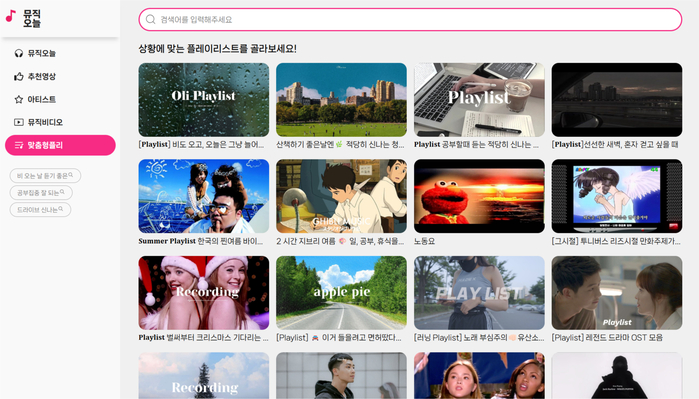 뮤직
오늘
검색어를 입력해주세요
뮤직오늘
추천영상
아티스트
뮤직비디오
맞춤형플리
비 오는 날 듣기 좋은
공부집중 잘 되는
드라이브 신나는
상황에 맞는 플레이리스트를 골라보세요!
Oli Playlist
Playlist
[Playlist] 비도 오고, 오늘은 그냥 늘어...
산책하기 좋은날엔 🌿 적당히 신나는 청...
Playlist 공부할때 듣는 적당히 신나는 ...
[Playlist]선선한 새벽, 혼자 걷고 싶을 때
Summer Playlist 한국의 찐여름 바이...
2 시간 지브리 여름 🍧 일, 공부, 휴식을...
노동요
[그시절] 투니버스 리즈시절 만화주제가...
Recording
apple pie
PLAY LIST
Playlist
Playlist 벌써부터 크리스마스 기다리는 ...
[Playlist] 이거 들을려고 면허땄다...
[러닝 Playlist] 노래 부심주의 유산소...
[Playlist] 레전드 드라마 OST 모음
Recording